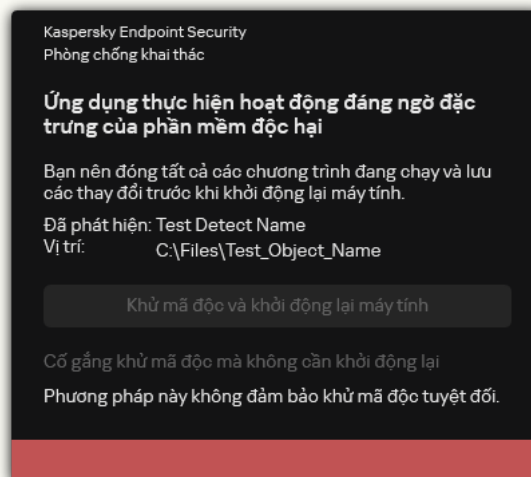 Kaspersky Endpoint Security
Phòng chống khai thác
Ứng dụng thực hiện hoạt động đáng ngờ đặc
trưng của phần mềm độc hại
Bạn nên đóng tất cả các chương trình đang chạy và lưu
các thay đổi trước khi khởi động lại máy tính.
Đã phát hiện: Test Detect Name
Vị trí: C:\Files\Test_Object_Name
Khử mã độc và khởi động lại máy tính
Cố gắng khử mã độc mà không cần khởi động lại
Phương pháp này không đảm bảo khử mã độc tuyệt đối.